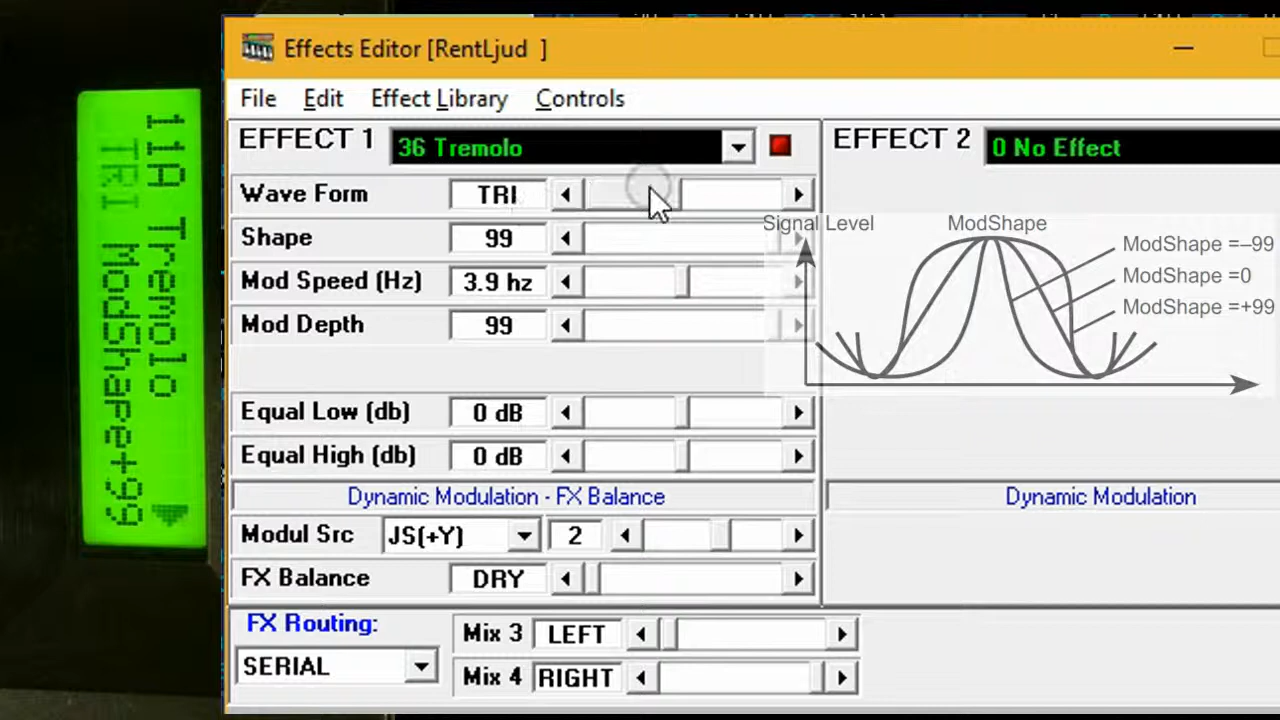 11A Tremolo
TRI ModShape+99
Effects Editor [RentLjud ]
File Edit Effect Library Controls
EFFECT 1 36 Tremolo
Wave Form TRI
Shape 99
Mod Speed (Hz) 3.9 hz
Mod Depth 99
Equal Low (db) 0 dB
Equal High (db) 0 dB
Dynamic Modulation - FX Balance
Modul Src JS(+Y) 2
FX Balance DRY
FX Routing:
SERIAL
Mix 3 LEFT
Mix 4 RIGHT
EFFECT 2 0 No Effect
Signal Level ModShape
ModShape =–99
ModShape =0
ModShape =+99
Dynamic Modulation